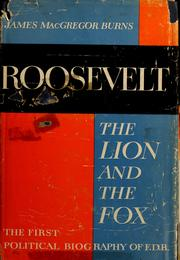 JAMES MacGREGOR BURNS
ROOSEVELT
THE
LION
AND
THE
FOX
THE FIRST
POLITICAL BIOGRAPHY OF F.D.R.